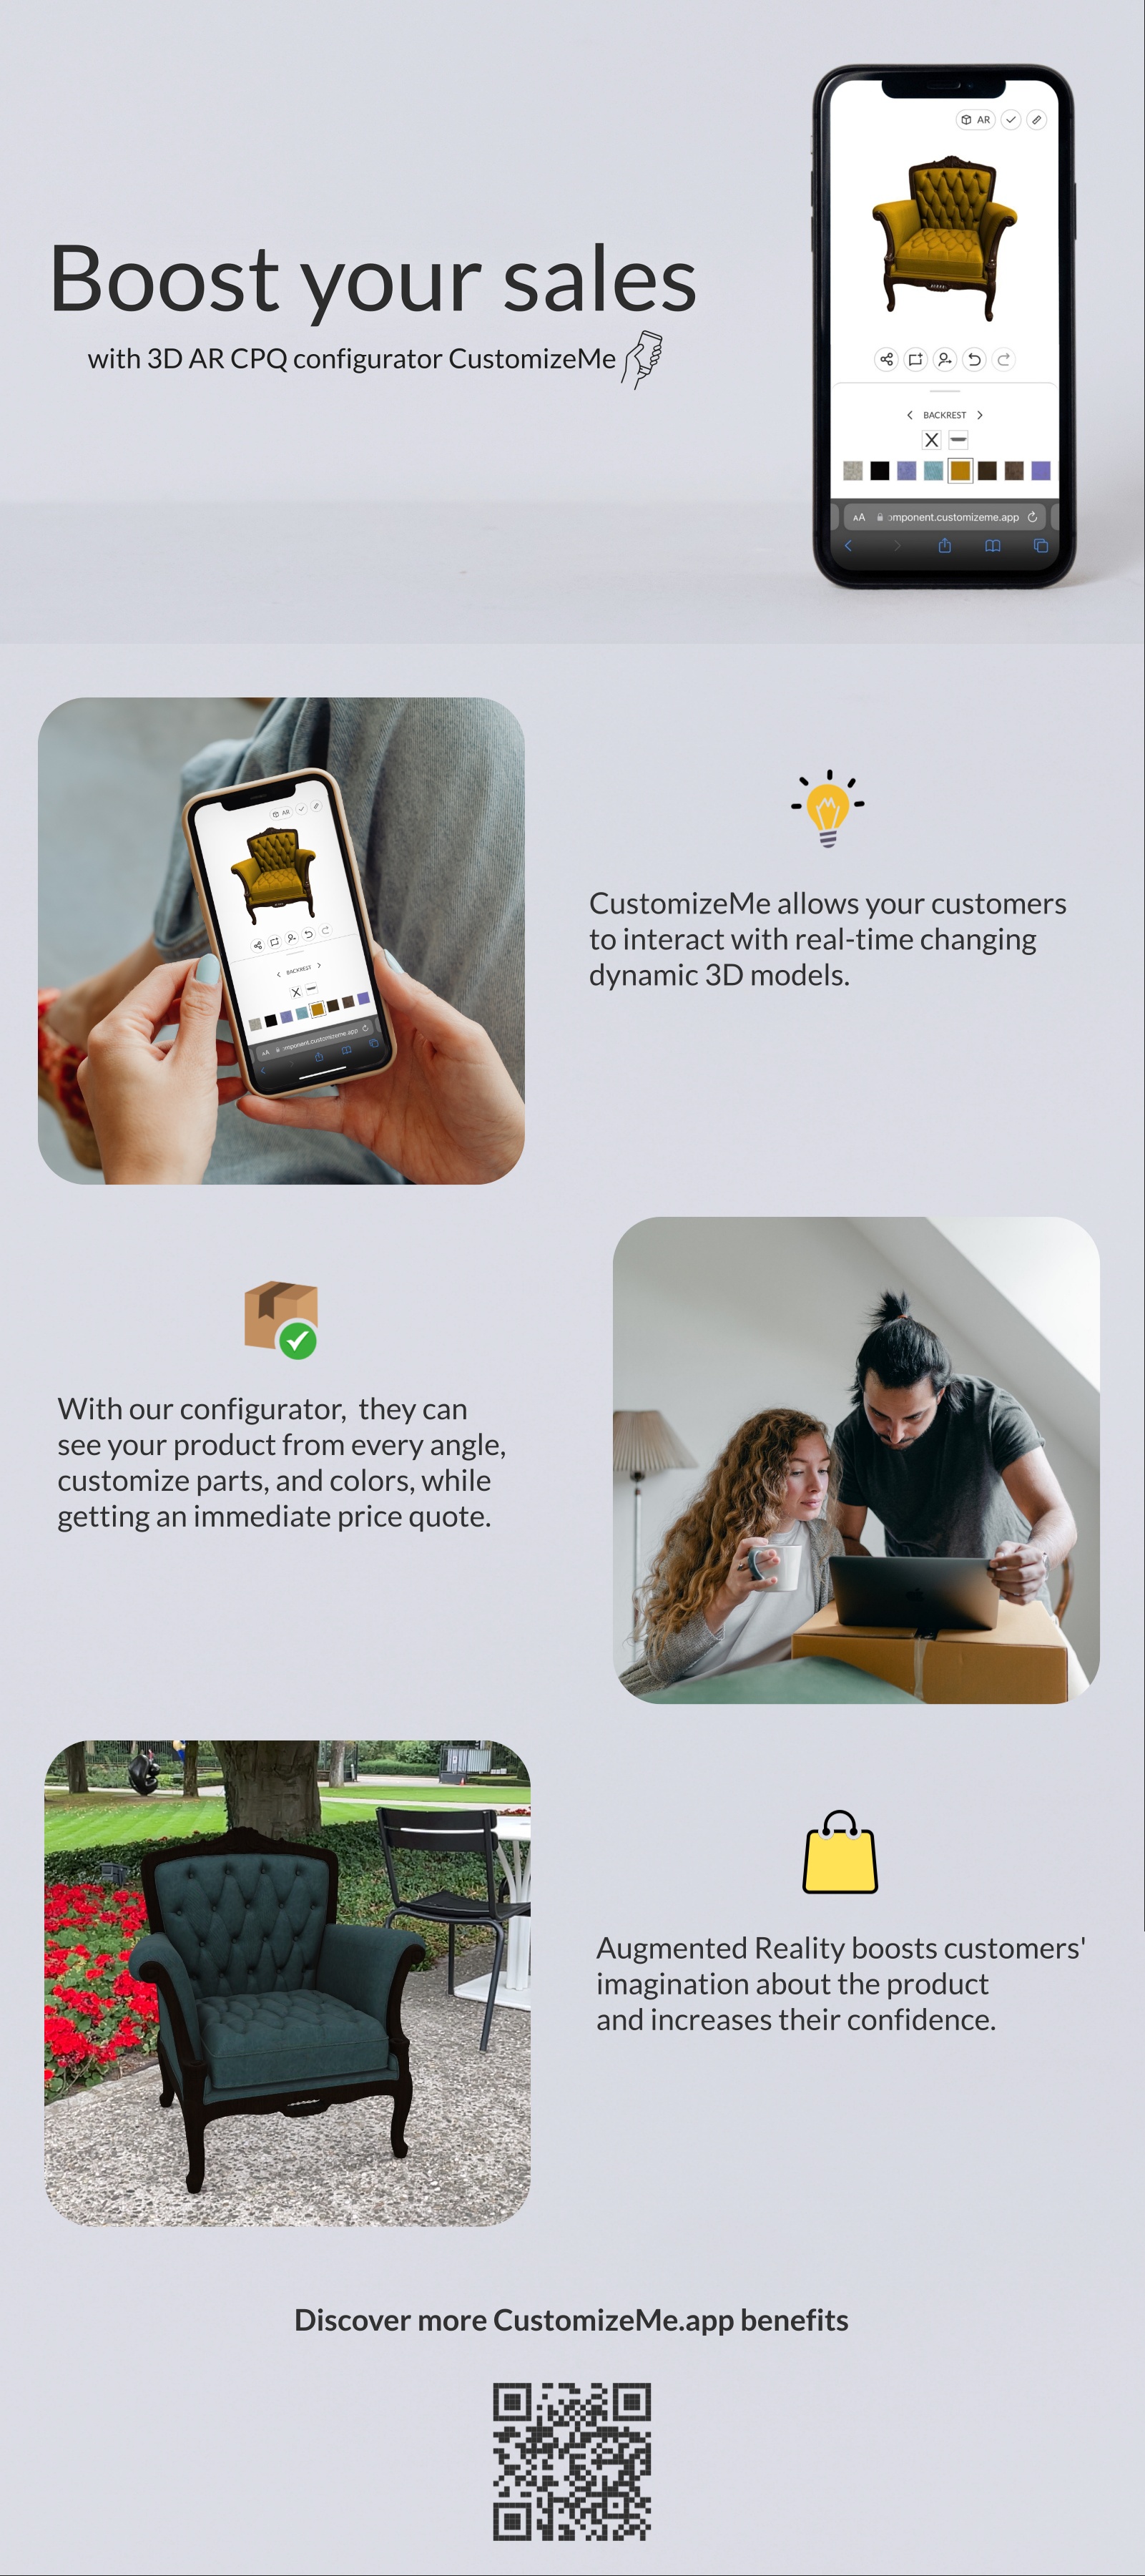 Boost your sales
with 3D AR CPQ configurator CustomizeMe
AR
BACKREST
AA omponent.customizeme.app
AR
BACKREST
AA mponent.customizeme.app
CustomizeMe allows your customers
to interact with real-time changing
dynamic 3D models.
With our configurator, they can
see your product from every angle,
customize parts, and colors, while
getting an immediate price quote.
Augmented Reality boosts customers'
imagination about the product
and increases their confidence.
Discover more CustomizeMe.app benefits